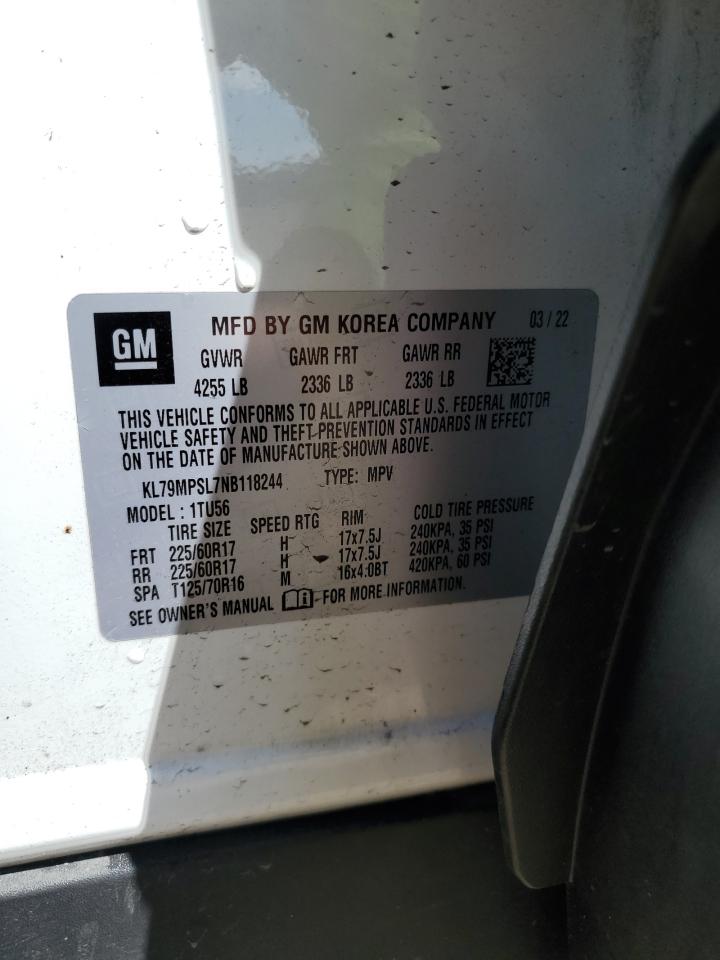 GM MFD BY GM KOREA COMPANY 03 / 22
GVWR GAWR FRT GAWR RR
4255 LB 2336 LB 2336 LB
THIS VEHICLE CONFORMS TO ALL APPLICABLE U.S. FEDERAL MOTOR
VEHICLE SAFETY AND THEFT PREVENTION STANDARDS IN EFFECT
ON THE DATE OF MANUFACTURE SHOWN ABOVE.
KL79MPSL7NB118244 TYPE: MPV
MODEL : 1TU56
TIRE SIZE SPEED RTG RIM COLD TIRE PRESSURE
FRT 225/60R17 H 17x7.5J 240KPA, 35 PSI
RR 225/60R17 H 17x7.5J 240KPA, 35 PSI
SPA T125/70R16 M 16x4.0BT 420KPA, 60 PSI
SEE OWNER'S MANUAL FOR MORE INFORMATION.